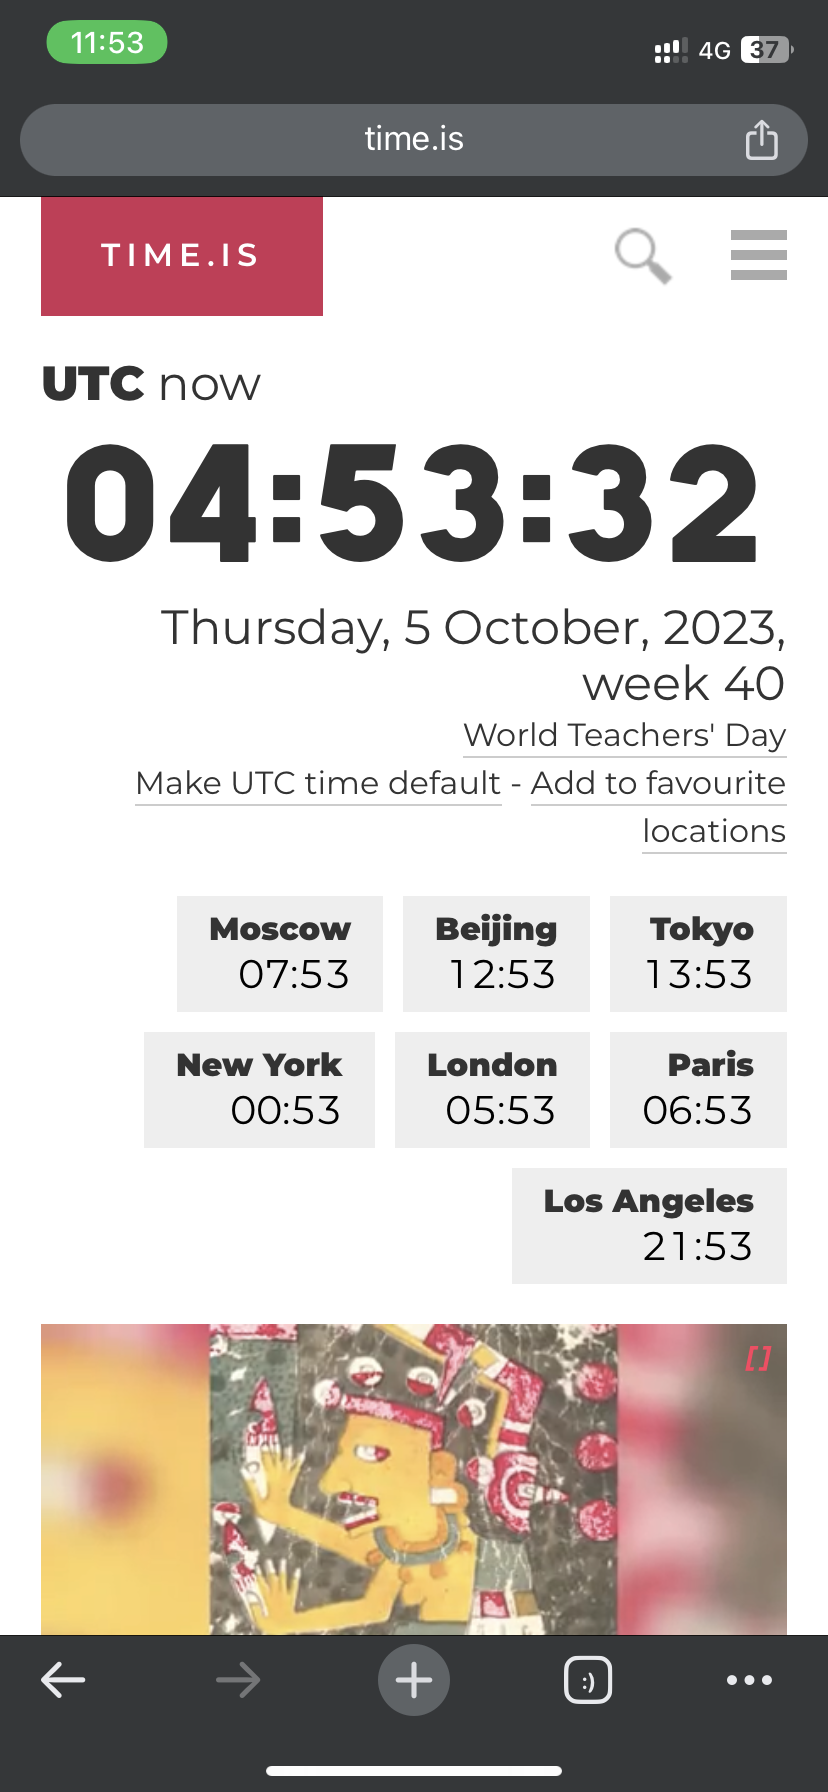 11:53
4G 37
time.is
TIME.IS
UTC now
04:53:32
Thursday, 5 October, 2023,
week 40
World Teachers' Day
Make UTC time default - Add to favourite
locations
Moscow Beijing Tokyo
07:53 12:53 13:53
New York London Paris
00:53 05:53 06:53
Los Angeles
21:53
[]
:)